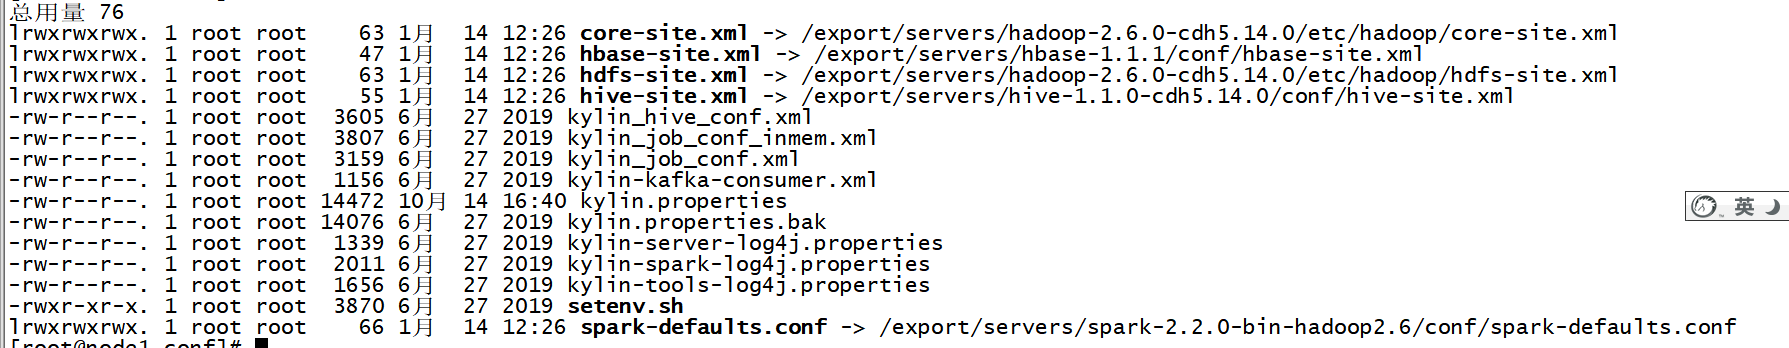 总用量 76
lrwxrwxrwx. 1 root root    63 1月  14 12:26 core-site.xml -> /export/servers/hadoop-2.6.0-cdh5.14.0/etc/hadoop/core-site.xml
lrwxrwxrwx. 1 root root    47 1月  14 12:26 hbase-site.xml -> /export/servers/hbase-1.1.1/conf/hbase-site.xml
lrwxrwxrwx. 1 root root    63 1月  14 12:26 hdfs-site.xml -> /export/servers/hadoop-2.6.0-cdh5.14.0/etc/hadoop/hdfs-site.xml
lrwxrwxrwx. 1 root root    55 1月  14 12:26 hive-site.xml -> /export/servers/hive-1.1.0-cdh5.14.0/conf/hive-site.xml
-rw-r--r--. 1 root root  3605 6月  27 2019 kylin_hive_conf.xml
-rw-r--r--. 1 root root  3807 6月  27 2019 kylin_job_conf_inmem.xml
-rw-r--r--. 1 root root  3159 6月  27 2019 kylin_job_conf.xml
-rw-r--r--. 1 root root  1156 6月  27 2019 kylin-kafka-consumer.xml
-rw-r--r--. 1 root root 14472 10月 14 16:40 kylin.properties
-rw-r--r--. 1 root root 14076 6月  27 2019 kylin.properties.bak
-rw-r--r--. 1 root root  1339 6月  27 2019 kylin-server-log4j.properties
-rw-r--r--. 1 root root  2011 6月  27 2019 kylin-spark-log4j.properties
-rw-r--r--. 1 root root  1656 6月  27 2019 kylin-tools-log4j.properties
-rwxr-xr-x. 1 root root  3870 6月  27 2019 setenv.sh
lrwxrwxrwx. 1 root root    66 1月  14 12:26 spark-defaults.conf -> /export/servers/spark-2.2.0-bin-hadoop2.6/conf/spark-defaults.conf
[root@node1 conf]#
英